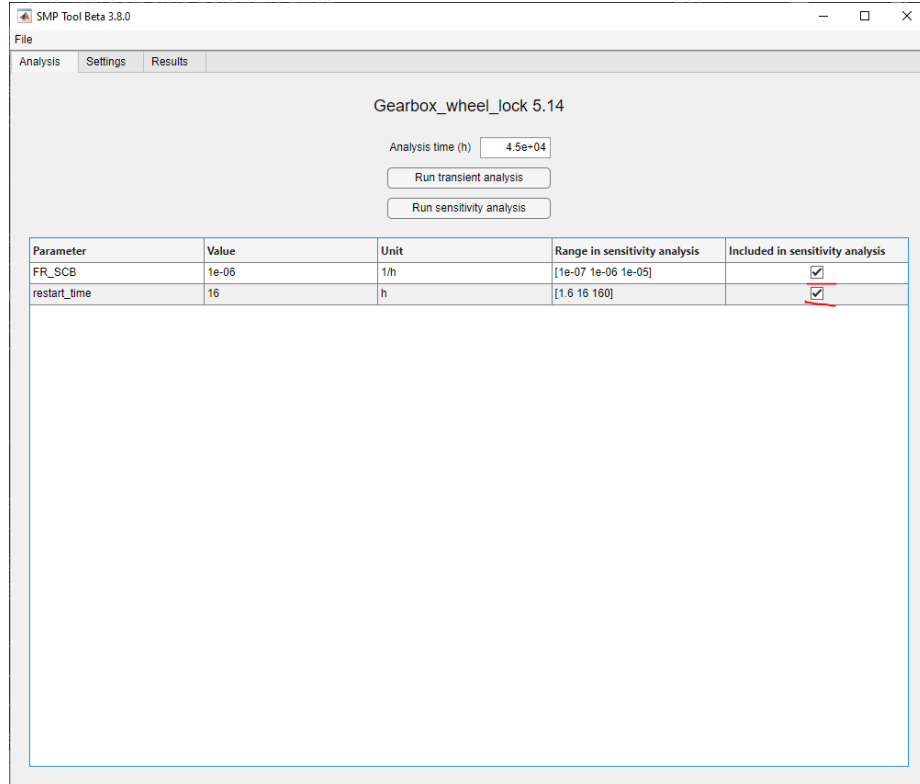 SMP Tool Beta 3.8.0
File
Analysis Settings Results
Gearbox_wheel_lock 5.14
Analysis time (h) 4.5e+04
Run transient analysis
Run sensitivity analysis
Parameter Value Unit Range in sensitivity analysis Included in sensitivity analysis
FR_SCB 1e-06 1/h [1e-07 1e-06 1e-05]
restart_time 16 h [1.6 16 160]